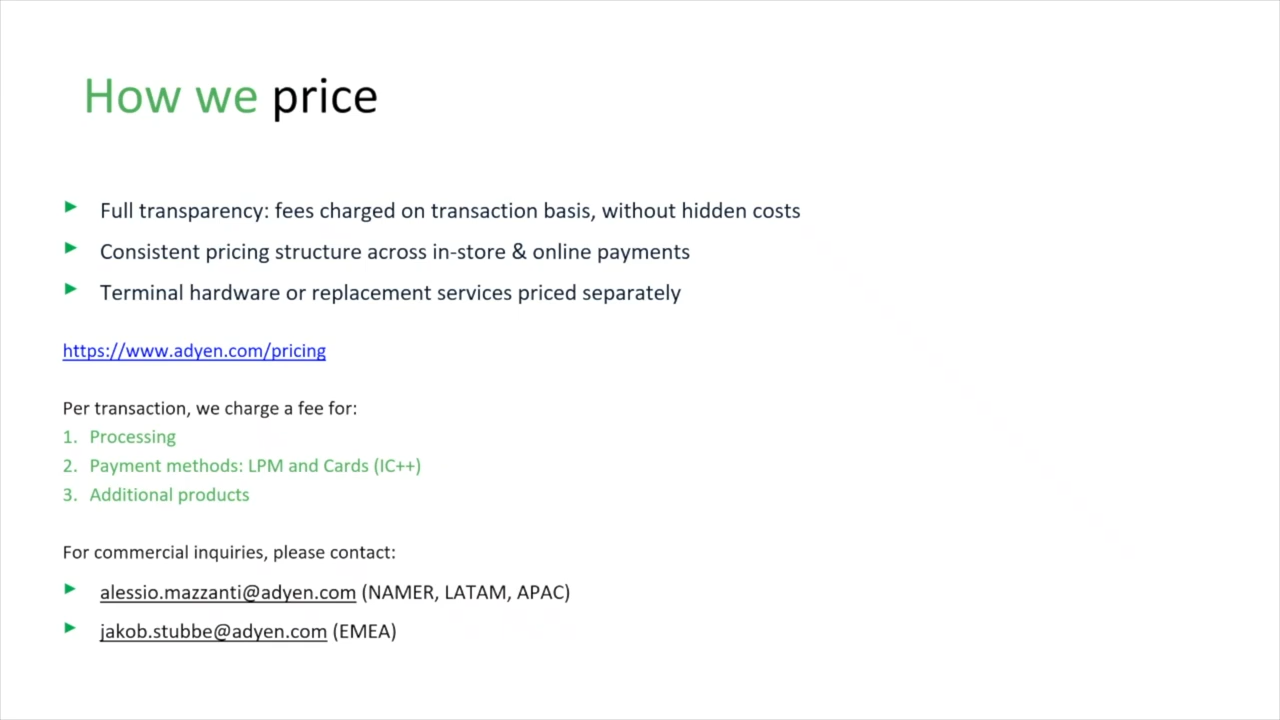 How we price
Full transparency: fees charged on transaction basis, without hidden costs
Consistent pricing structure across in-store & online payments
Terminal hardware or replacement services priced separately
https://www.adyen.com/pricing
Per transaction, we charge a fee for:
1. Processing
2. Payment methods: LPM and Cards (IC++)
3. Additional products
For commercial inquiries, please contact:
alessio.mazzanti@adyen.com (NAMER, LATAM, APAC)
jakob.stubbe@adyen.com (EMEA)